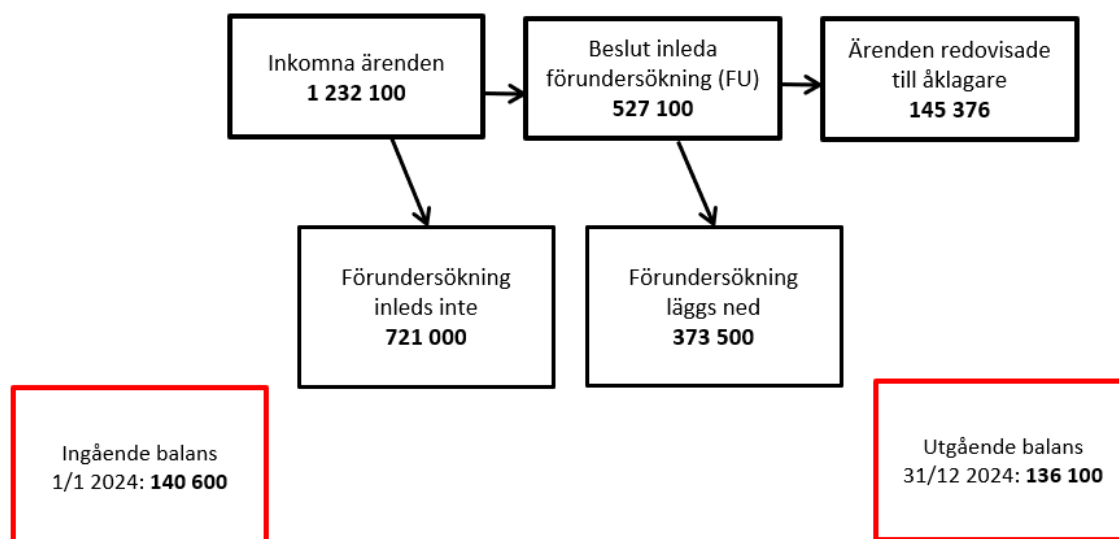 Inkomna ärenden
1 232 100
Beslut inleda
förundersökning (FU)
527 100
Ärenden redovisade
till åklagare
145 376
Förundersökning
inleds inte
721 000
Förundersökning
läggs ned
373 500
Ingående balans
1/1 2024: 140 600
Utgående balans
31/12 2024: 136 100